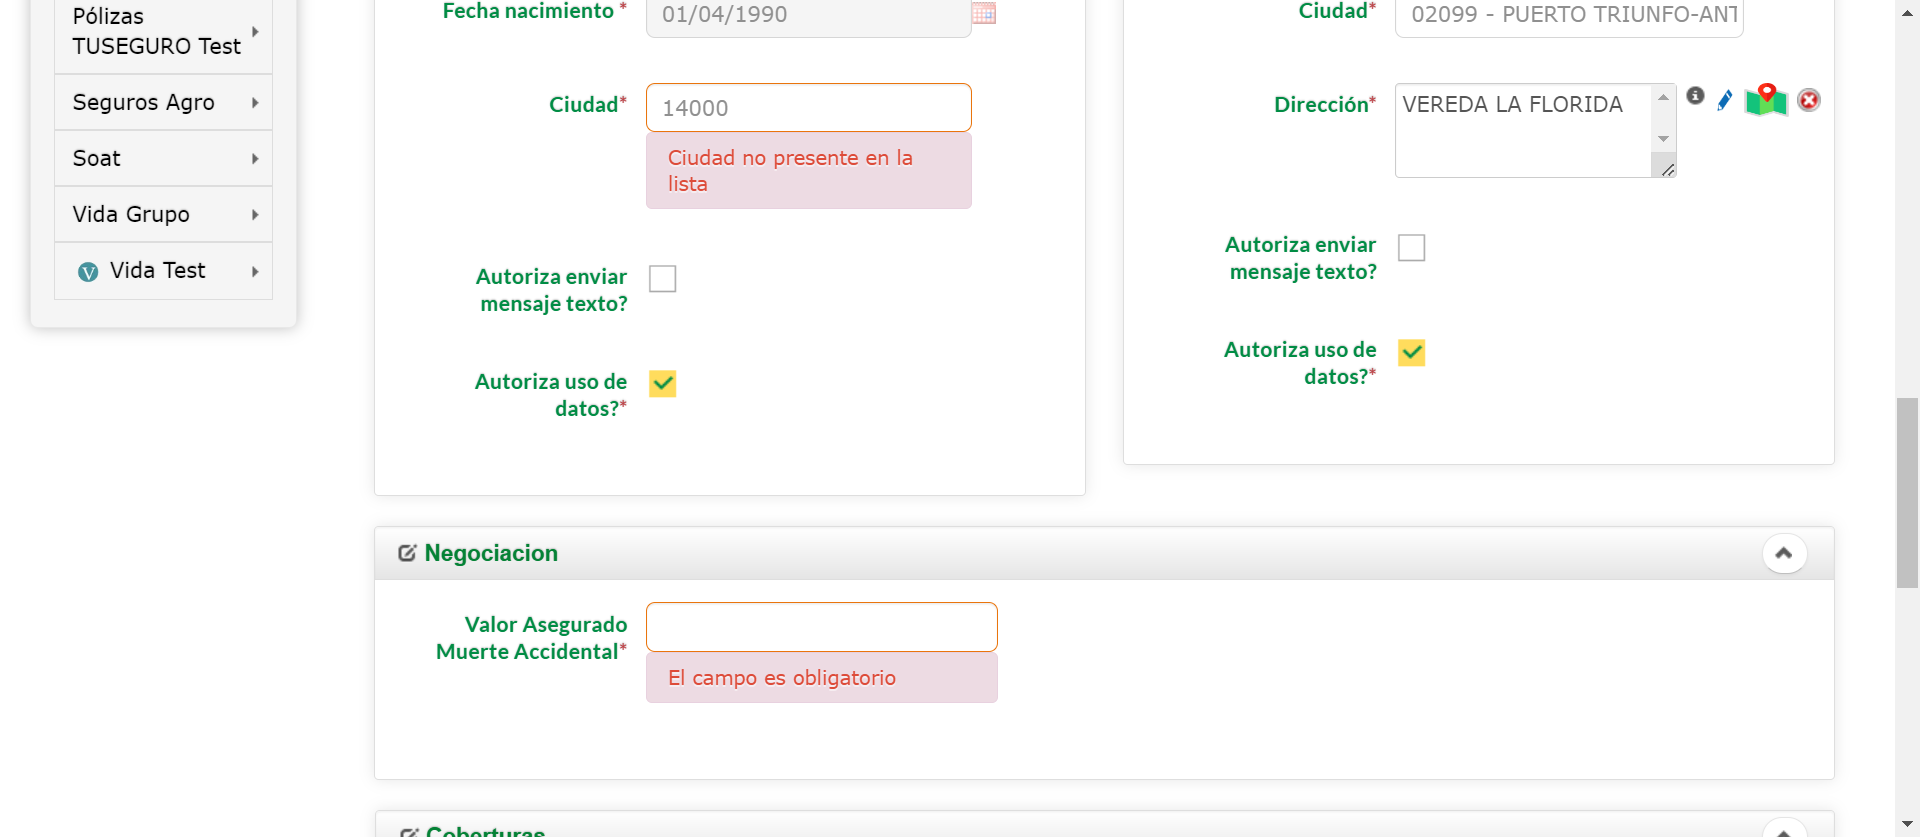 Pólizas
TUSEGURO Test
Seguros Agro
Soat
Vida Grupo
V Vida Test
Fecha nacimiento *
01/04/1990
Ciudad*
14000
Ciudad no presente en la
lista
Autoriza enviar
mensaje texto?
Autoriza uso de
datos?*
Ciudad*
02099 - PUERTO TRIUNFO-ANT
Dirección*
VEREDA LA FLORIDA
Autoriza enviar
mensaje texto?
Autoriza uso de
datos?*
Negociacion
Valor Asegurado
Muerte Accidental*
El campo es obligatorio
Coberturas